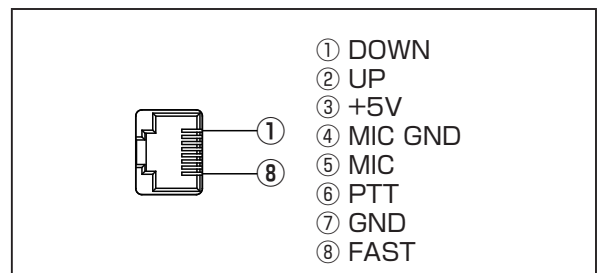 ① DOWN
② UP
③ +5V
④ MIC GND
⑤ MIC
⑥ PTT
⑦ GND
⑧ FAST
①
⑧